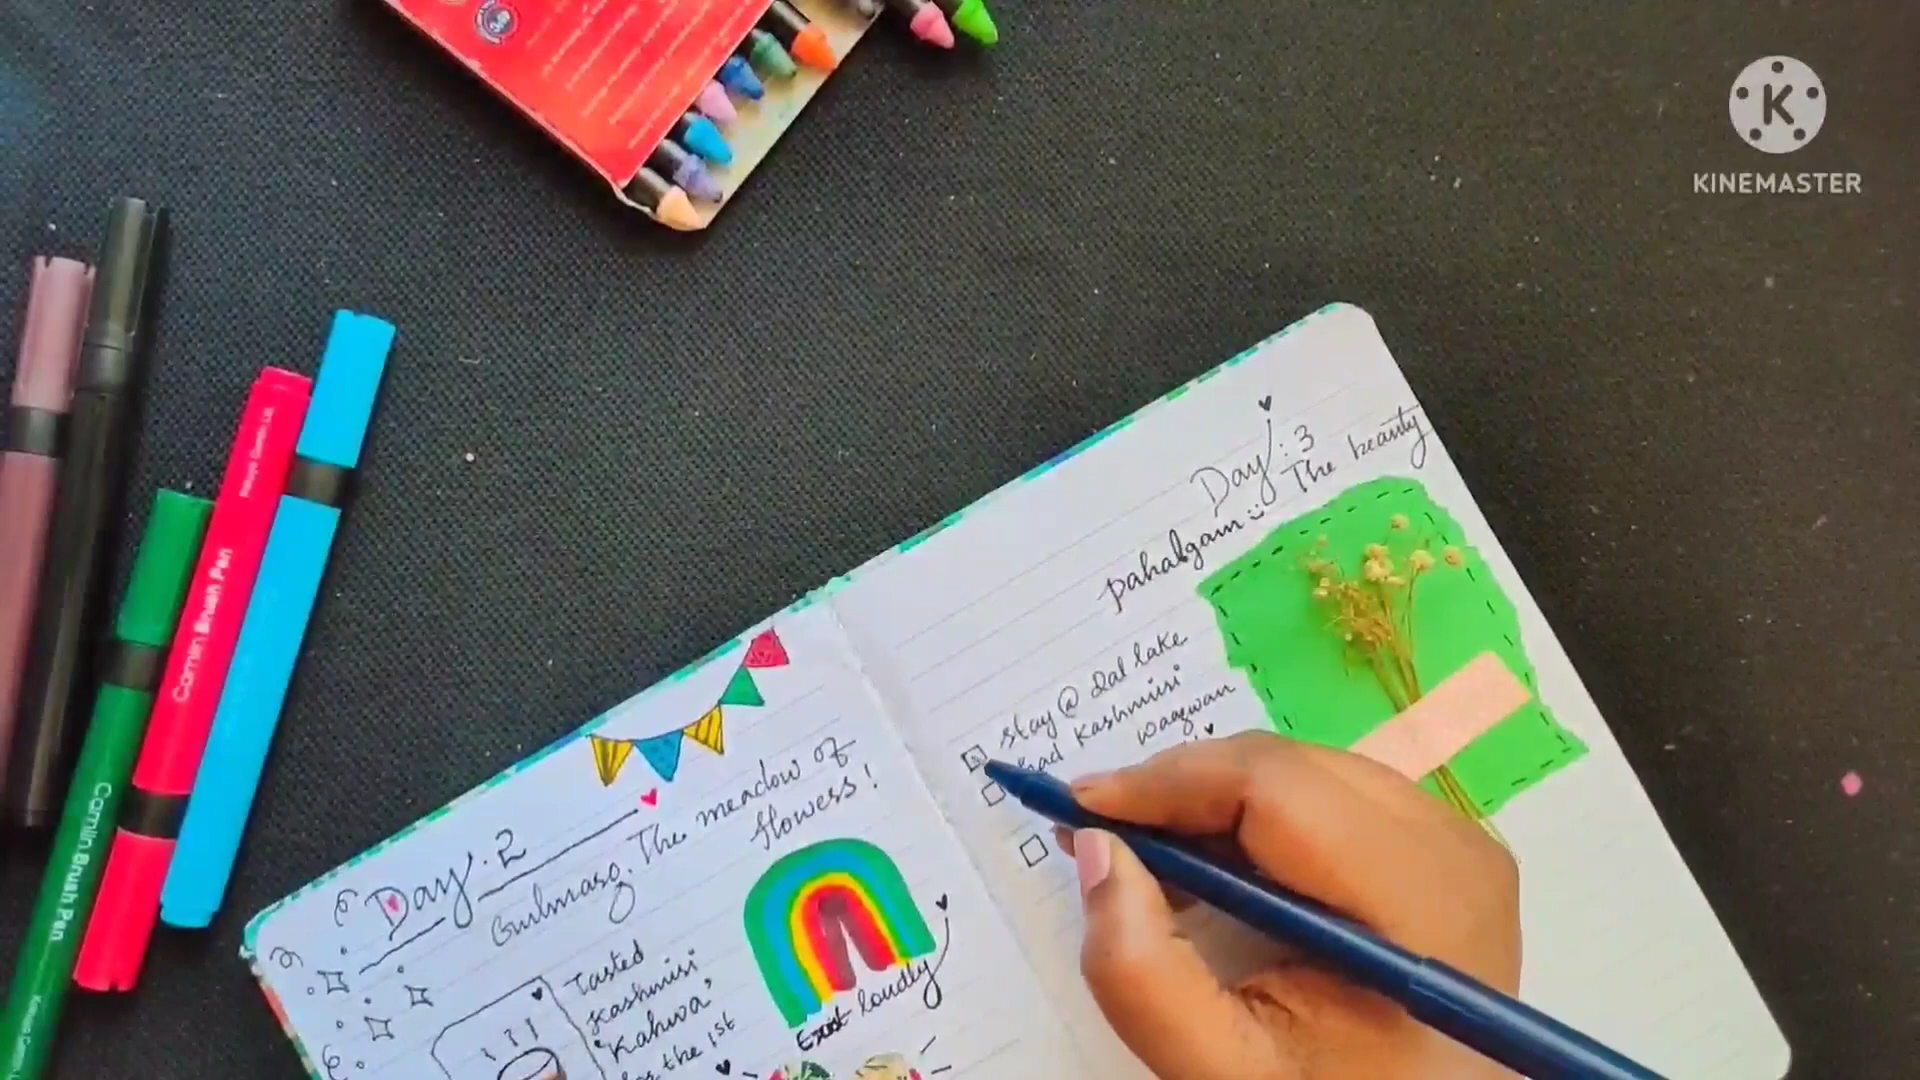 KINEMASTER
Camlin Brush Pen
Camlin Brush Pen
Day : 3
The beauty
pahalgam
stay @ Dal lake
had Kashmiri
wazwan
Day . 2
Gulmarg. The meadow of
flowers!
Tasted
Kashmiri
"Kahwa"
for the 1st
Exist loudly